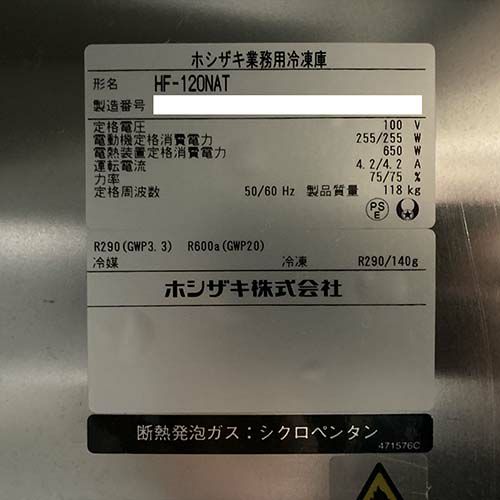 ホシザキ業務用冷凍庫
形名 HF-120NAT
製造番号
定格電圧 100 V
電動機定格消費電力 255/255 W
電熱装置定格消費電力 650 W
運転電流 4.2/4.2 A
力率 75/75 %
定格周波数 50/60 Hz 製品質量 118 kg
PS
E
R290(GWP3.3) R600a(GWP20)
冷媒 冷凍 R290/140g
ホシザキ株式会社
断熱発泡ガス：シクロペンタン
471576C